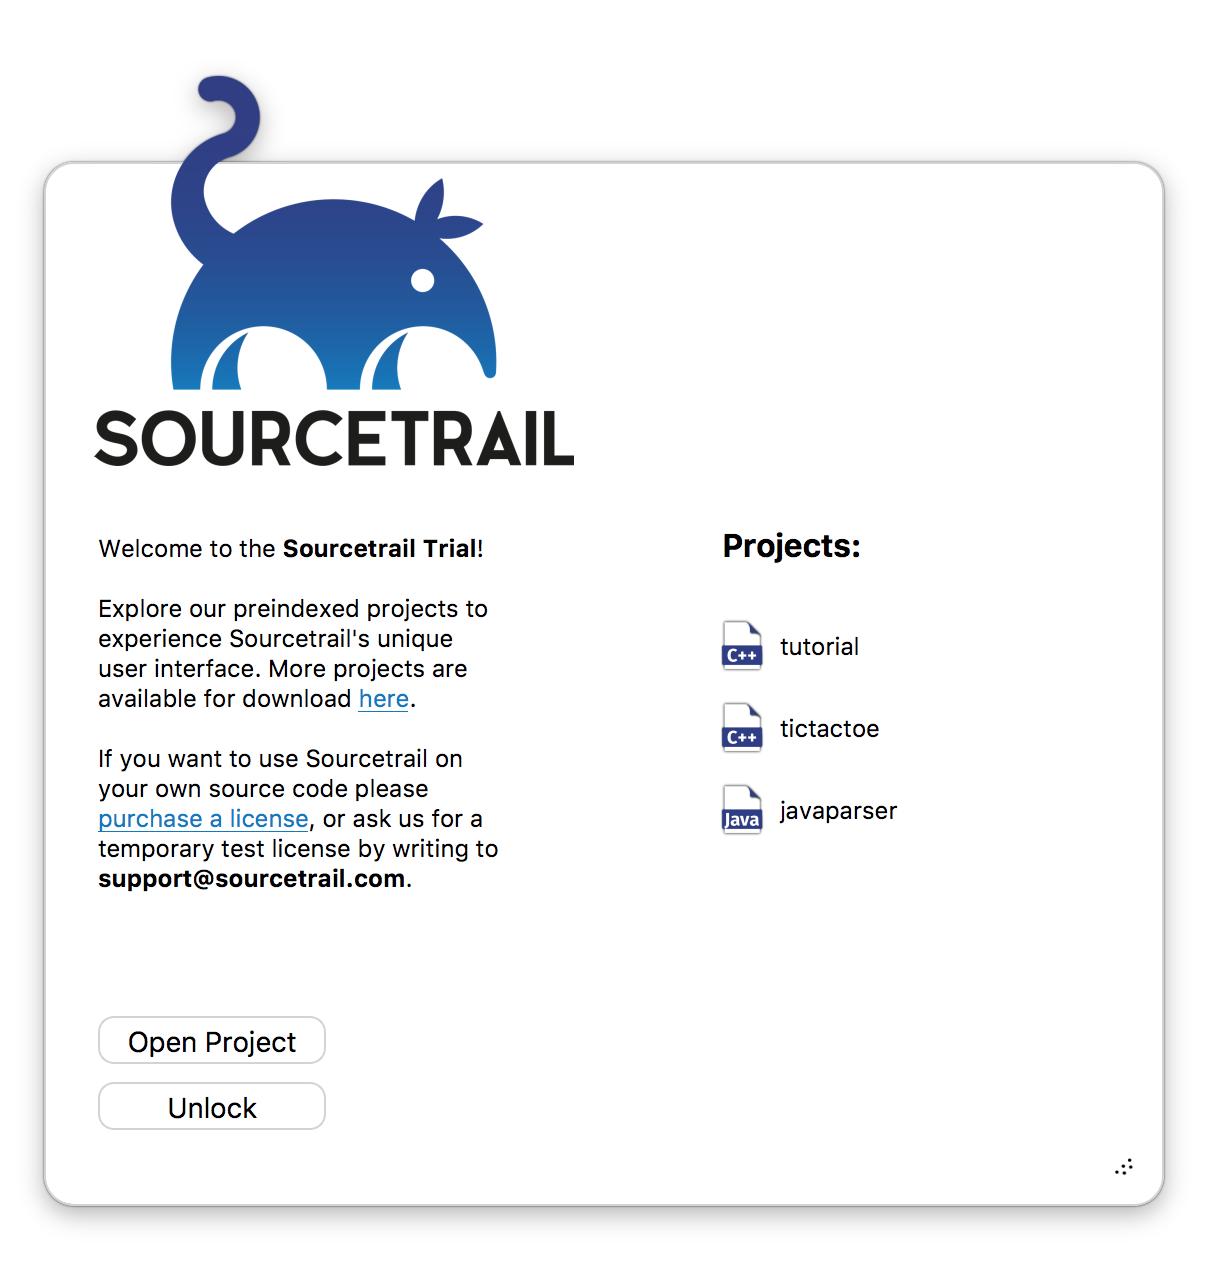 SOURCETRAIL
Welcome to the Sourcetrail Trial!
Explore our preindexed projects to
experience Sourcetrail's unique
user interface. More projects are
available for download here.
If you want to use Sourcetrail on
your own source code please
purchase a license, or ask us for a
temporary test license by writing to
support@sourcetrail.com.
Open Project
Unlock
Projects:
C++ tutorial
C++ tictactoe
Java javaparser